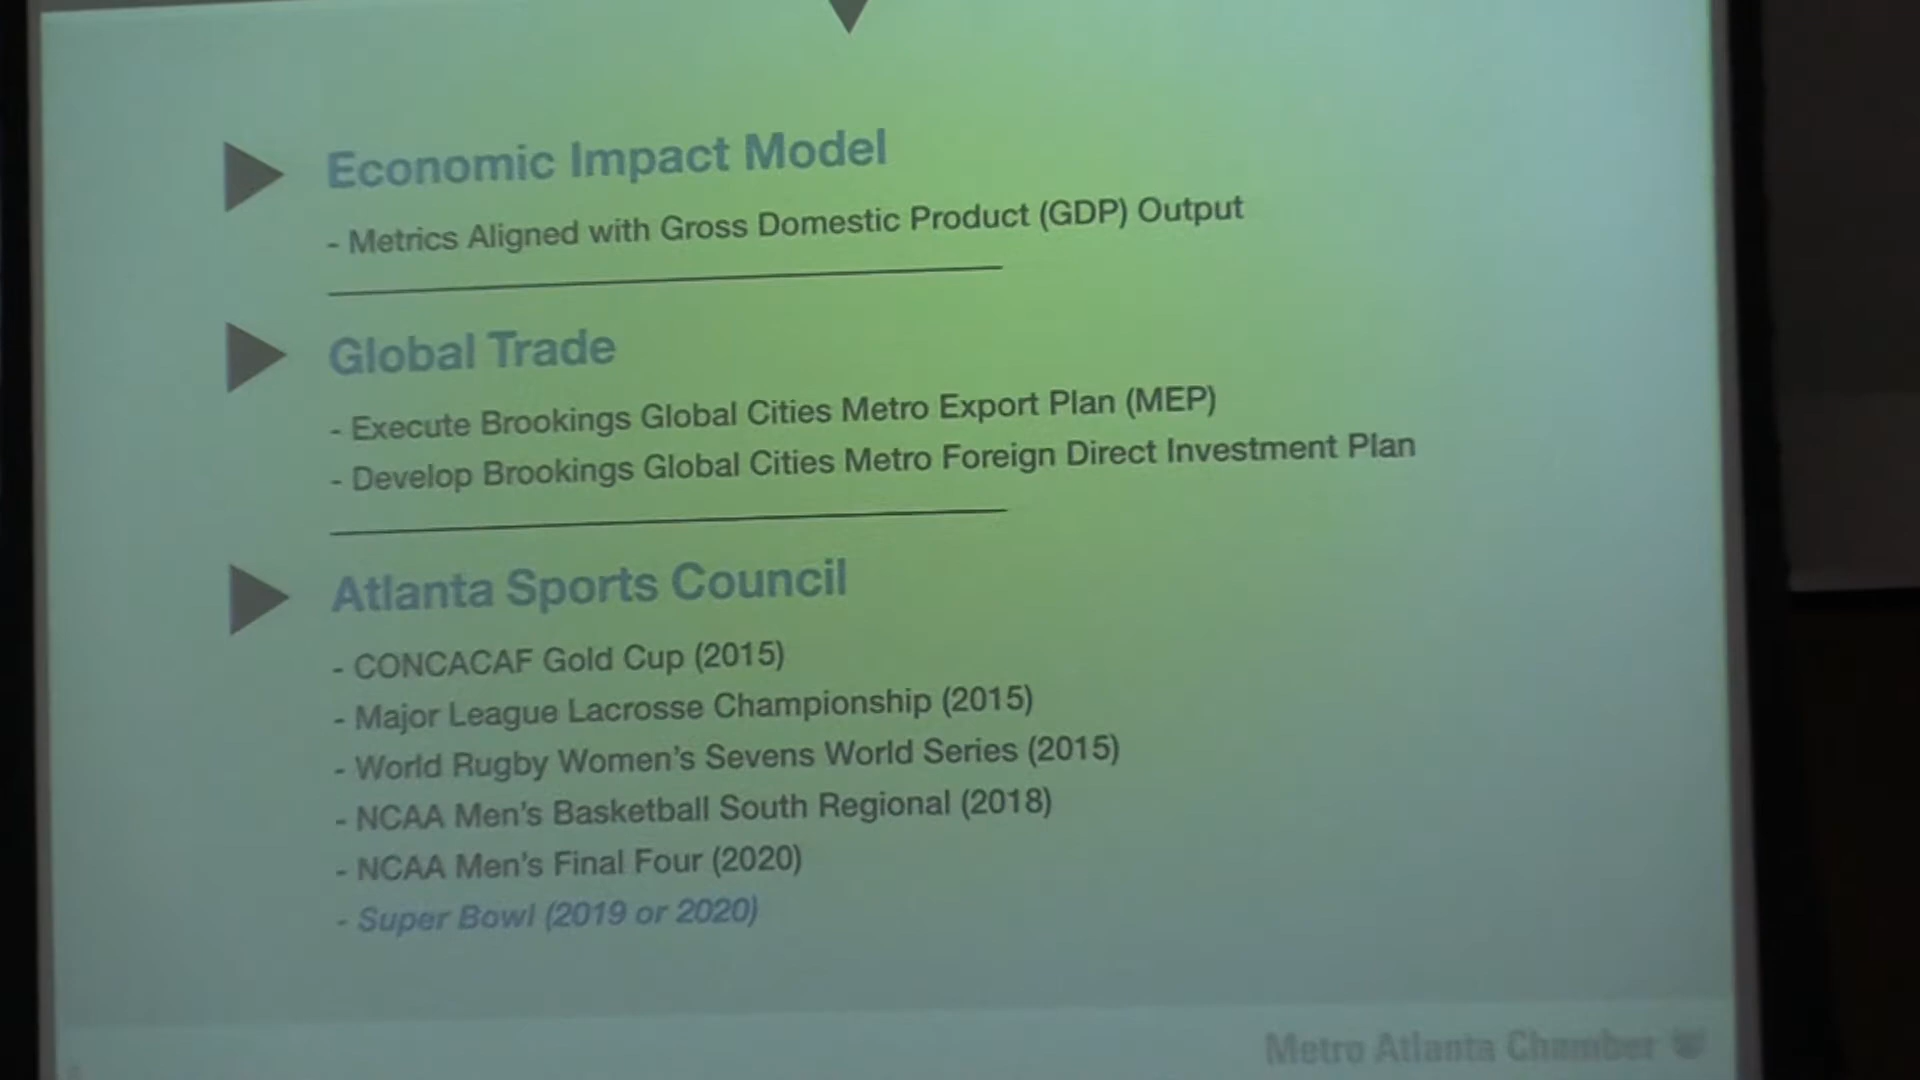 Economic Impact Model
- Metrics Aligned with Gross Domestic Product (GDP) Output
Global Trade
- Execute Brookings Global Cities Metro Export Plan (MEP)
- Develop Brookings Global Cities Metro Foreign Direct Investment Plan
Atlanta Sports Council
- CONCACAF Gold Cup (2015)
- Major League Lacrosse Championship (2015)
- World Rugby Women's Sevens World Series (2015)
- NCAA Men's Basketball South Regional (2018)
- NCAA Men's Final Four (2020)
- Super Bowl (2019 or 2020)
Metro Atlanta Chamber